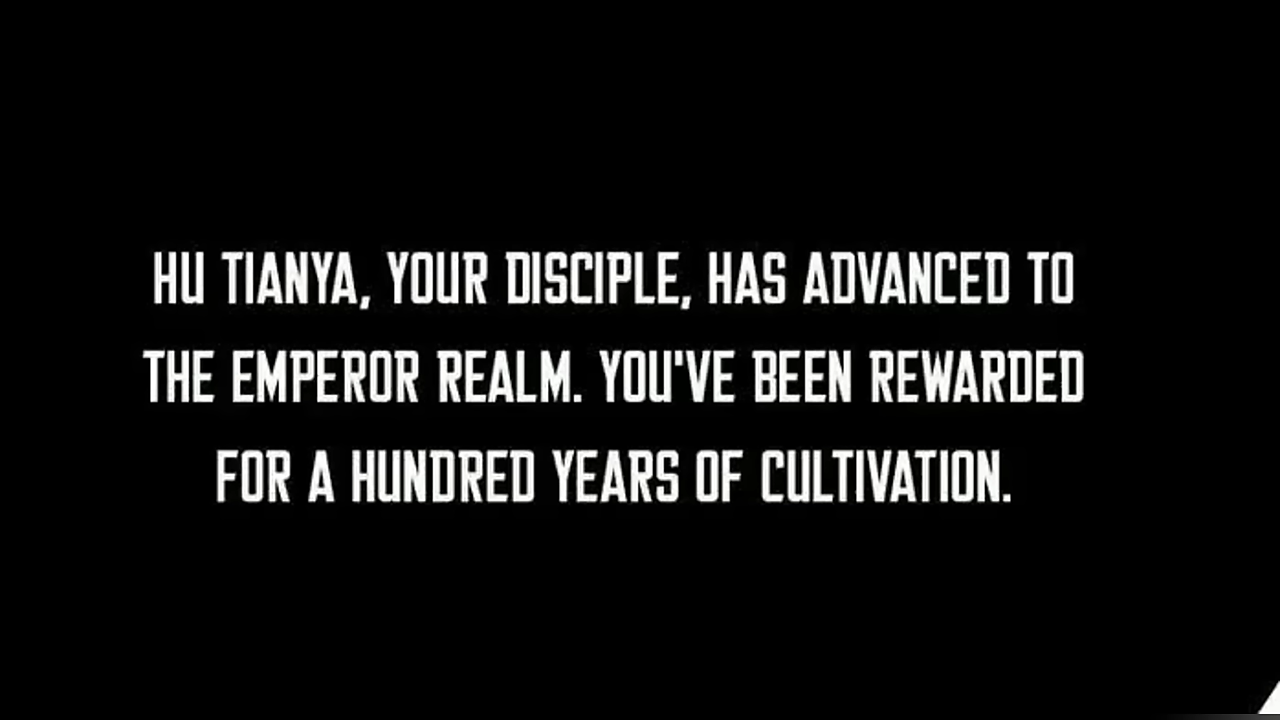 HU TIANYA, YOUR DISCIPLE, HAS ADVANCED TO
THE EMPEROR REALM. YOU'VE BEEN REWARDED
FOR A HUNDRED YEARS OF CULTIVATION.